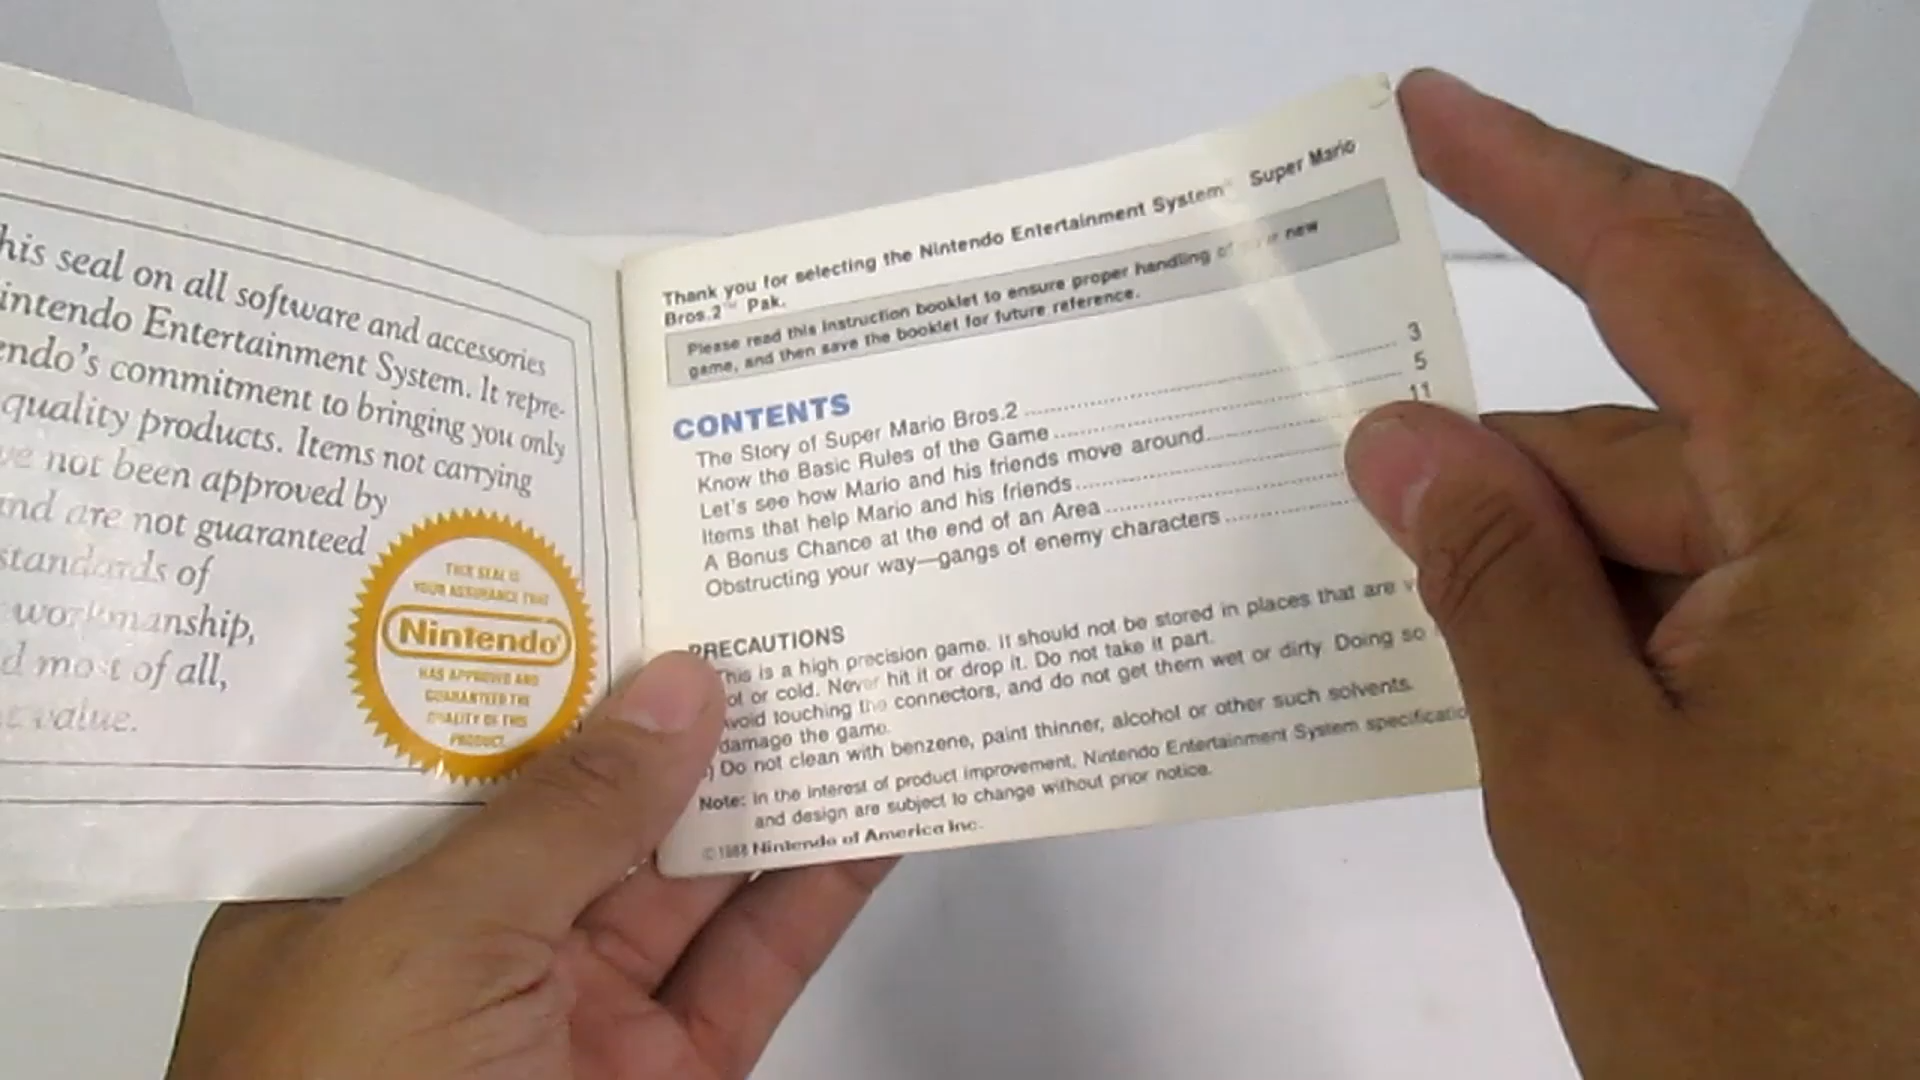 his seal on all software and accessories
intendo Entertainment System. It repre-
endo's commitment to bringing you only
quality products. Items not carrying
ve not been approved by
and are not guaranteed
standards of
workmanship,
d most of all,
value.
THIS SEAL IS
YOUR ASSURANCE THAT
Nintendo®
HAS APPROVED AND
GUARANTEED THE
QUALITY OF THIS
PRODUCT.
Thank you for selecting the Nintendo Entertainment System® Super Mario
Bros.2™ Pak.
Please read this instruction booklet to ensure proper handling of your new
game, and then save the booklet for future reference.
CONTENTS
The Story of Super Mario Bros.2 3
Know the Basic Rules of the Game 5
Let's see how Mario and his friends move around 11
Items that help Mario and his friends
A Bonus Chance at the end of an Area
Obstructing your way—gangs of enemy characters
PRECAUTIONS
This is a high precision game. It should not be stored in places that are v
ot or cold. Never hit it or drop it. Do not take it part.
void touching the connectors, and do not get them wet or dirty. Doing so
damage the game.
) Do not clean with benzene, paint thinner, alcohol or other such solvents.
Note: In the interest of product improvement, Nintendo Entertainment System specificatio
and design are subject to change without prior notice.
©1988 Nintendo of America Inc.